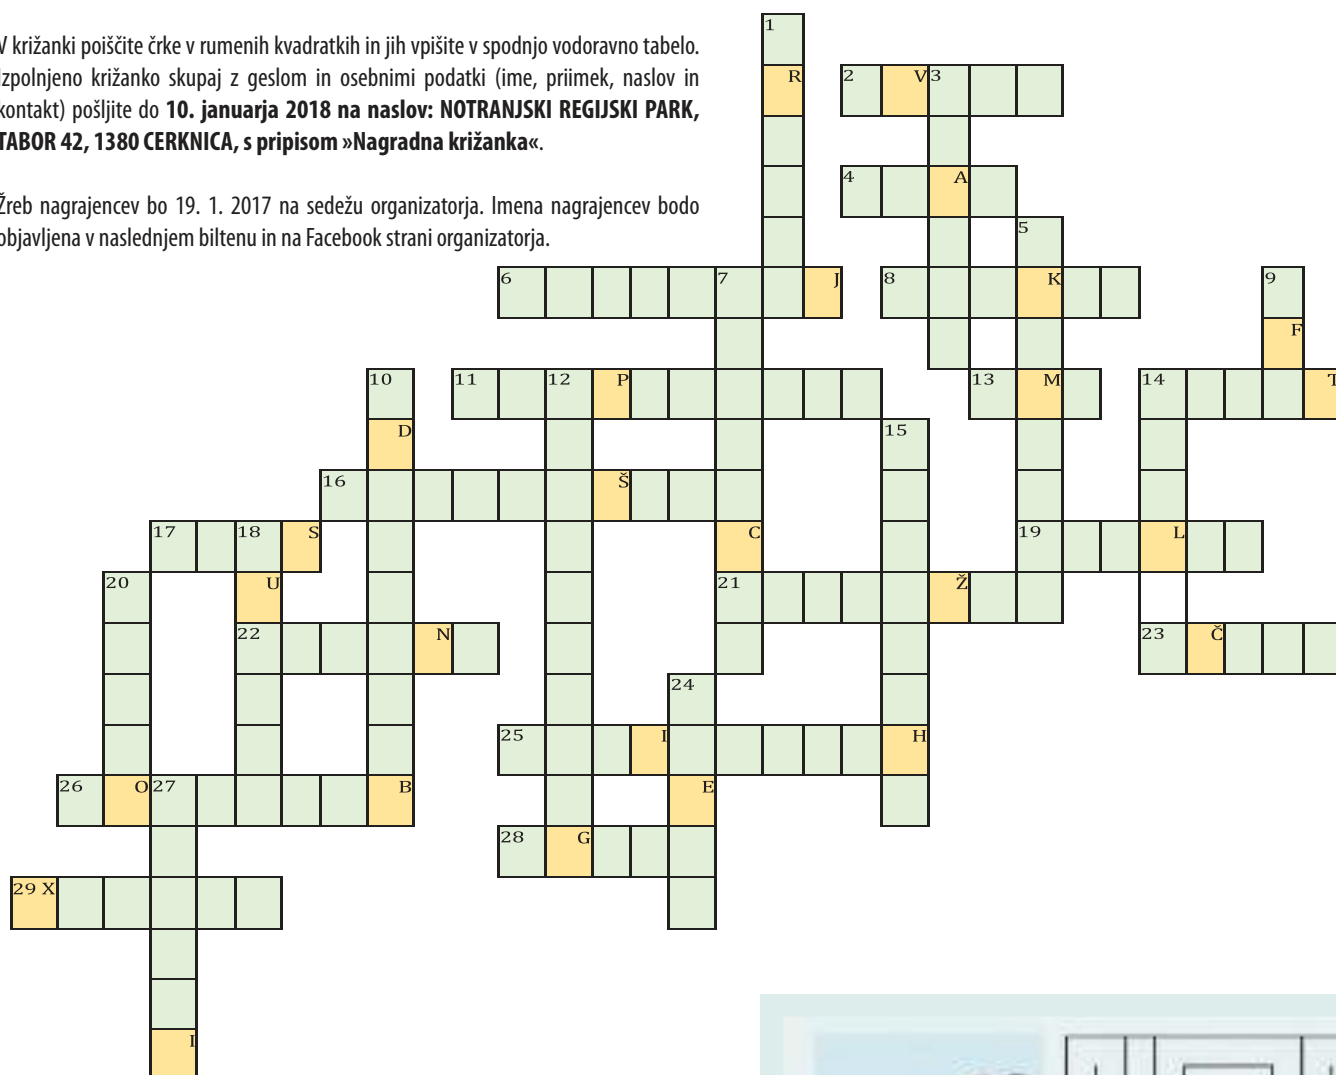 V križanki poiščite črke v rumenih kvadratkih in jih vpišite v spodnjo vodoravno tabelo.
Izpolnjeno križanko skupaj z geslom in osebnimi podatki (ime, priimek, naslov in
kontakt) pošljite do 10. januarja 2018 na naslov: NOTRANJSKI REGIJSKI PARK,
TABOR 42, 1380 CERKNICA, s pripisom »Nagradna križanka«.
Žreb nagrajencev bo 19. 1. 2017 na sedežu organizatorja. Imena nagrajencev bodo
objavljena v naslednjem biltenu in na Facebook strani organizatorja.
1
R 2 V 3
4 A
5
6 7 J 8 K 9
F
10 11 12 P 13 M 14 T
D 15
16 Š
17 18 S C 19 L
20 U 21 Ž
22 N 23 Č
24
25 I H
26 O 27 B E
28 G
29 X
I